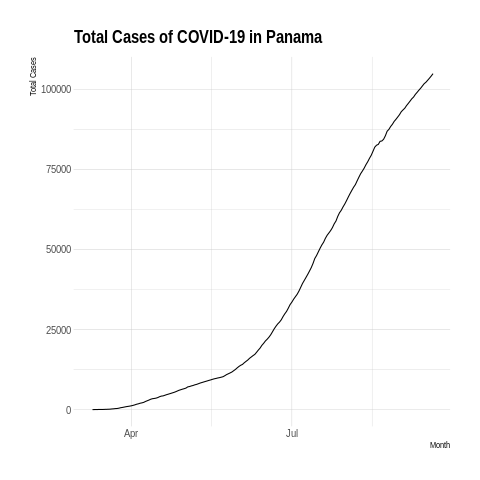 Total Cases of COVID-19 in Panama
Total Cases
100000
75000
50000
25000
0
Apr
Jul
Month